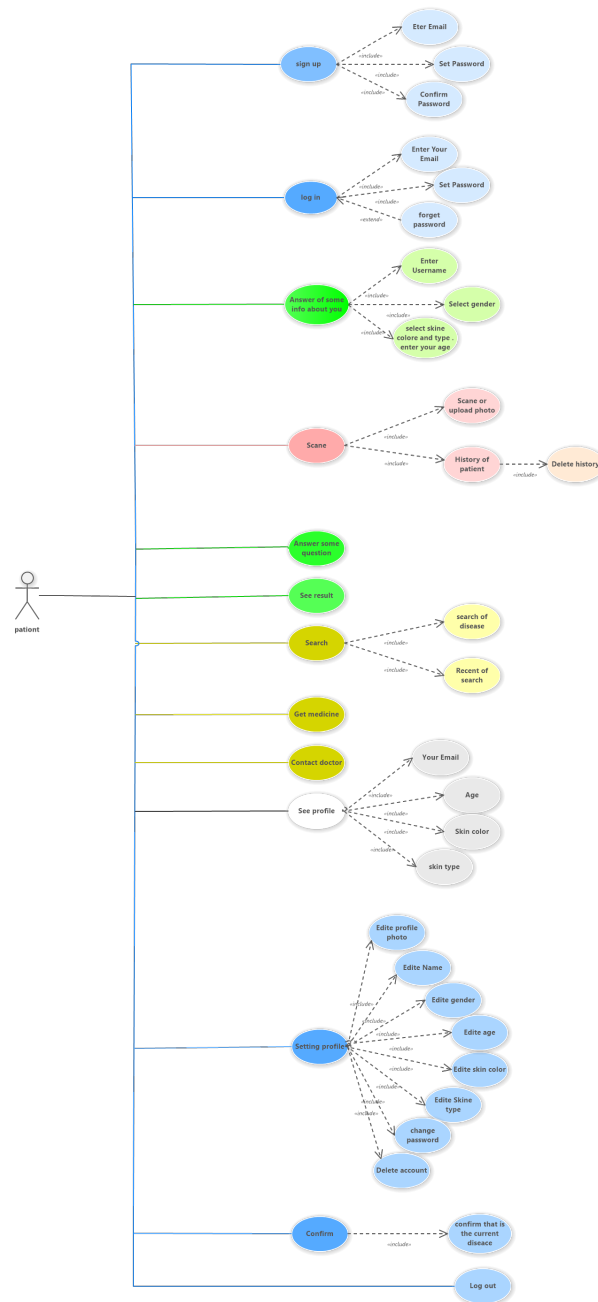 Eter Email
«include»
sign up
Set Password
«include»
«include»
Confirm
Password
Enter Your
Email
«include»
log in
Set Password
«include»
«extend»
forget
password
Enter
Username
«include»
Answer of some
info about you
Select gender
«include»
«include»
select skine
colore and type .
enter your age
Scane or
upload photo
«include»
Scane
«include»
History of
patient
«include»
Delete history
Answer some
question
See result
pationt
search of
disease
Search
«include»
«include»
Recent of
search
Get medicine
Contact doctor
Your Email
«include»
Age
See profile
«include»
«include»
Skin color
«include»
skin type
Edite profile
photo
Edite Name
«include»
Edite gender
«include»
Edite age
«include»
Setting profile
«include»
Edite skin color
«include»
«include»
Edite Skine
type
«include»
«include»
change
password
Delete account
Confirm
«include»
confirm that is
the current
diseace
Log out